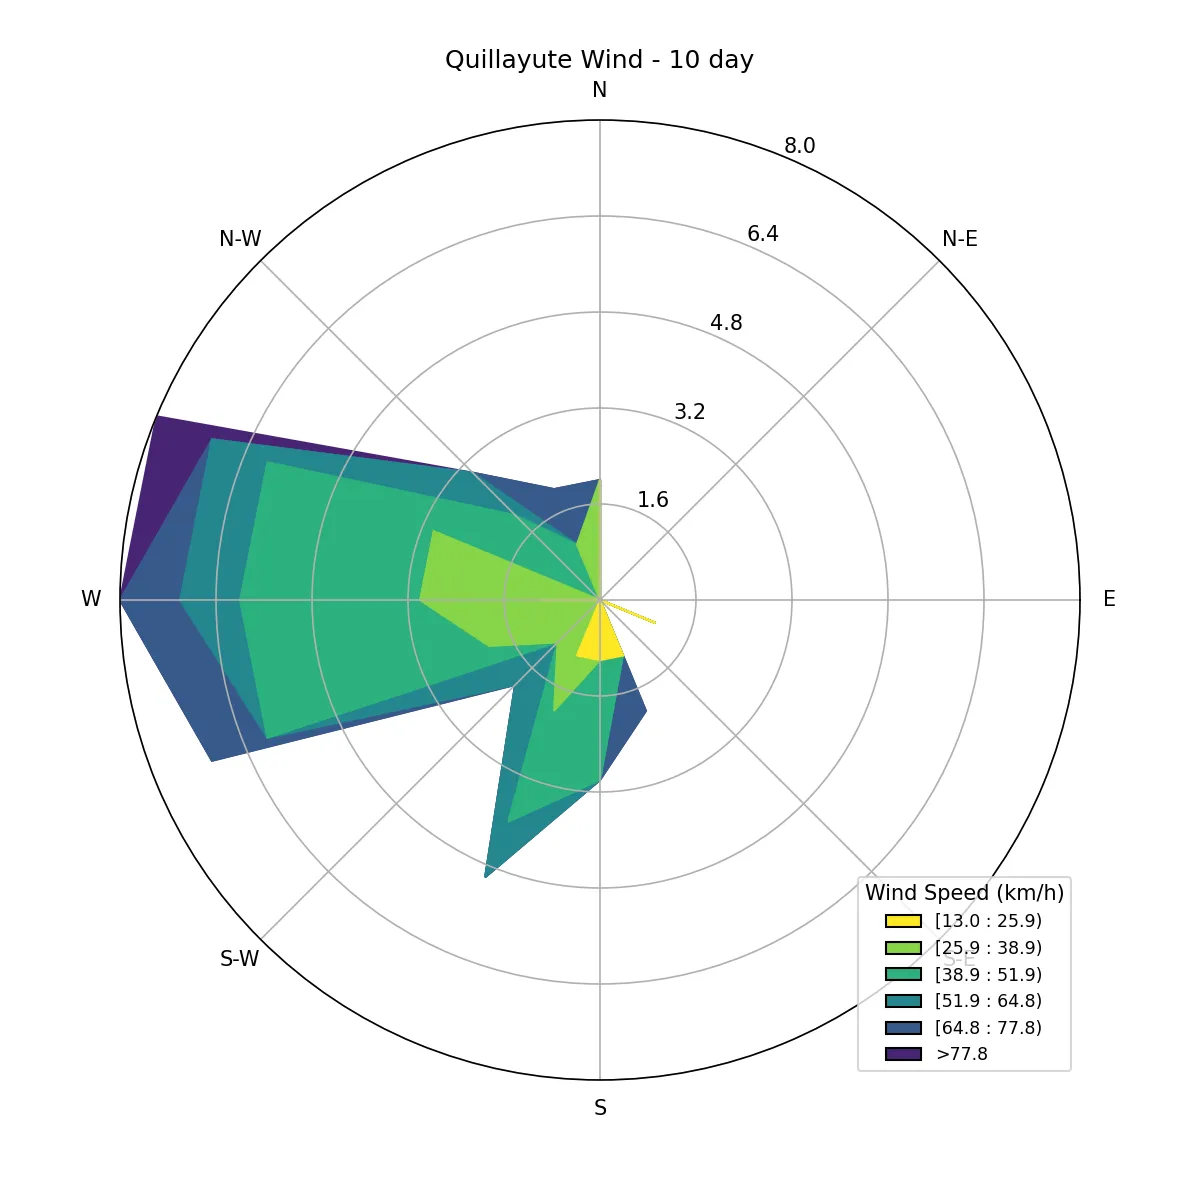 Quillayute Wind - 10 day
N
8.0
N-W
6.4
N-E
4.8
3.2
1.6
W
E
S-W
S-E
S
Wind Speed (km/h)
[13.0 : 25.9)
[25.9 : 38.9)
[38.9 : 51.9)
[51.9 : 64.8)
[64.8 : 77.8)
>77.8